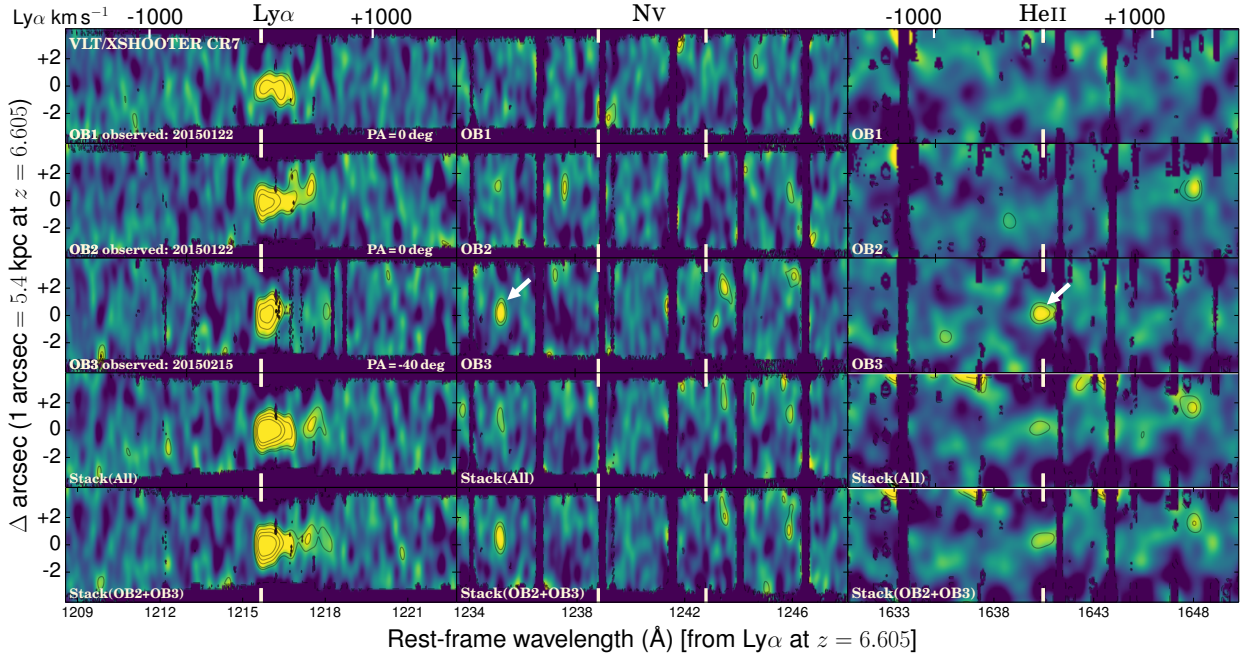 Lyα km s⁻¹ -1000 Lyα +1000 NV -1000 HeII +1000
VLT/XSHOOTER CR7
+2
0
-2
OB1 observed: 20150122 PA = 0 deg OB1 OB1
+2
0
-2
OB2 observed: 20150122 PA = 0 deg OB2 OB2
+2
0
-2
OB3 observed: 20150215 PA = -40 deg OB3 OB3
+2
0
-2
Stack(All) Stack(All) Stack(All)
+2
0
-2
Stack(OB2+OB3) Stack(OB2+OB3) Stack(OB2+OB3)
1209 1212 1215 1218 1221 1234 1238 1242 1246 1633 1638 1643 1648
Rest-frame wavelength (Å) [from Lyα at z = 6.605]
△ arcsec (1 arcsec = 5.4 kpc at z = 6.605)